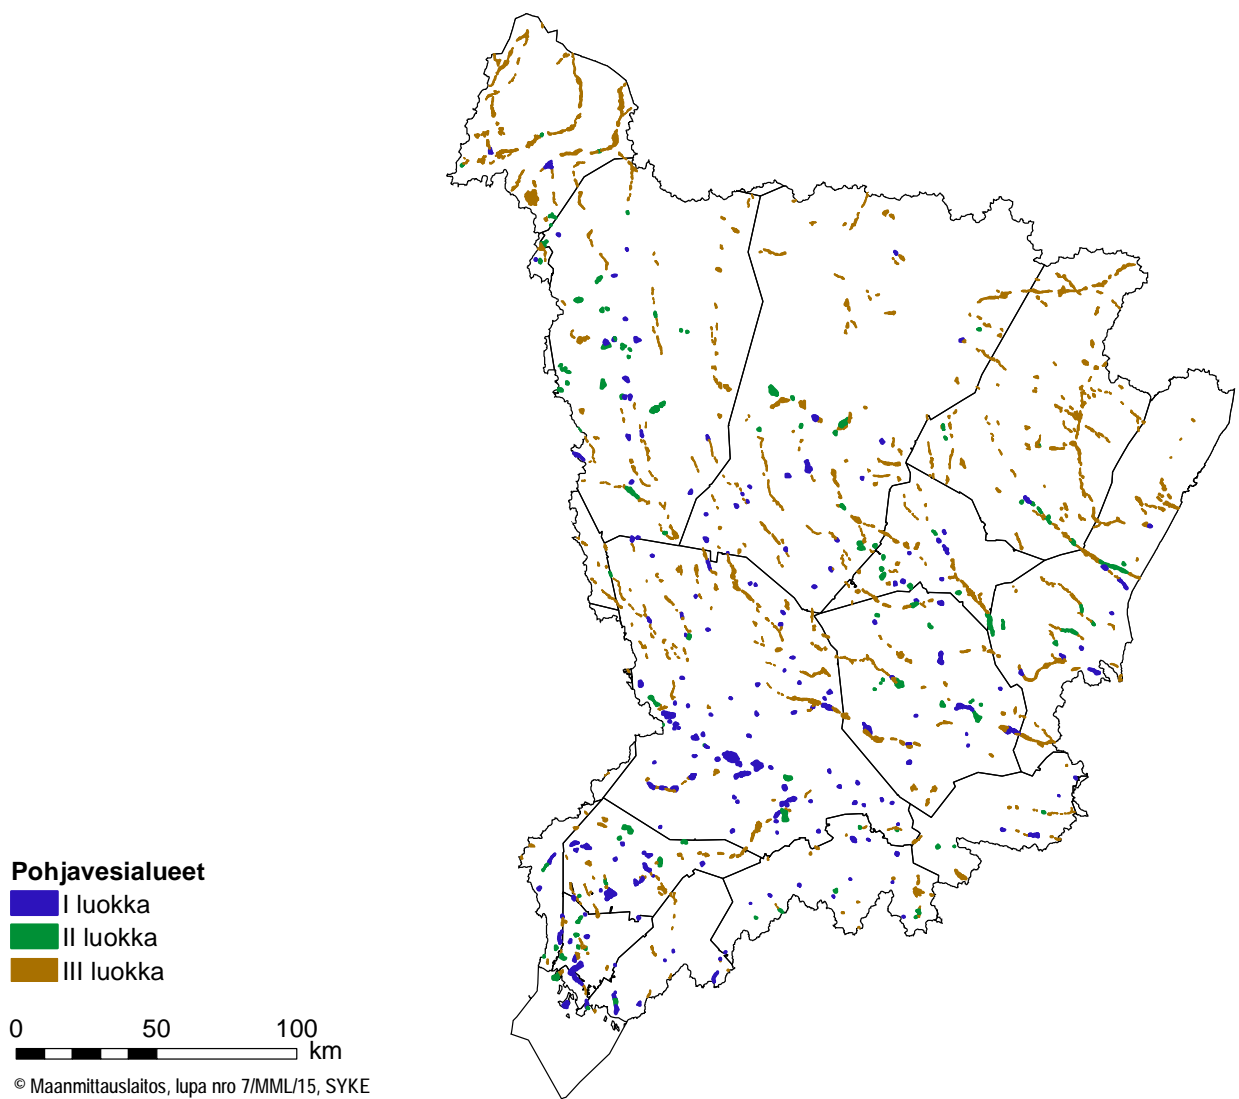 Pohjavesialueet
I luokka
II luokka
III luokka
0 50 100
km
© Maanmittauslaitos, lupa nro 7/MML/15, SYKE